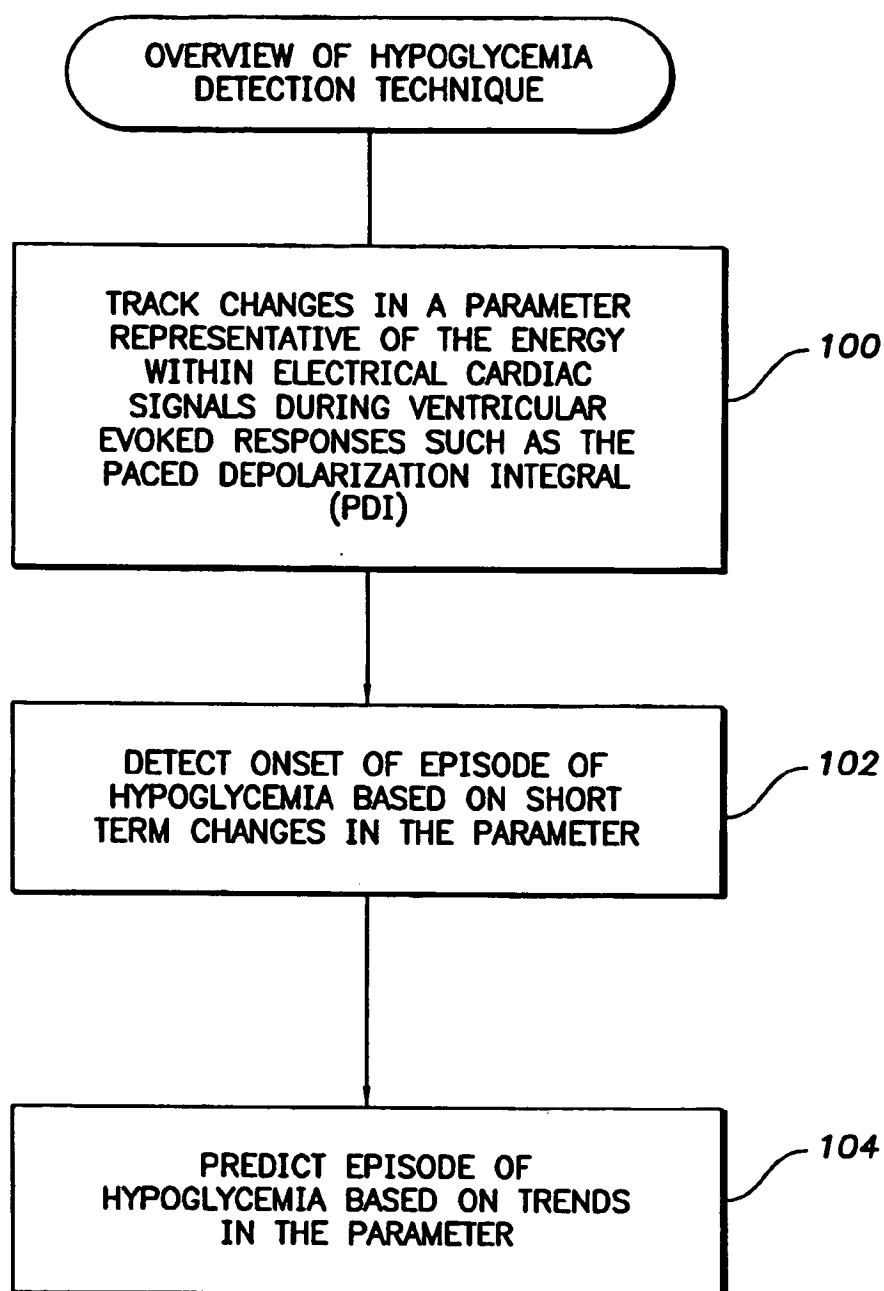 OVERVIEW OF HYPOGLYCEMIA
DETECTION TECHNIQUE
TRACK CHANGES IN A PARAMETER
REPRESENTATIVE OF THE ENERGY
WITHIN ELECTRICAL CARDIAC
SIGNALS DURING VENTRICULAR
EVOKED RESPONSES SUCH AS THE
PACED DEPOLARIZATION INTEGRAL
(PDI)
100
DETECT ONSET OF EPISODE OF
HYPOGLYCEMIA BASED ON SHORT
TERM CHANGES IN THE PARAMETER
102
PREDICT EPISODE OF
HYPOGLYCEMIA BASED ON TRENDS
IN THE PARAMETER
104